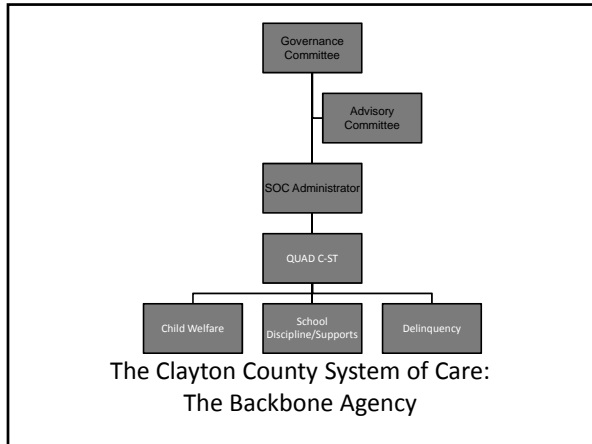 Governance
Committee
Advisory
Committee
SOC Administrator
QUAD C-ST
Child Welfare
School
Discipline/Supports
Delinquency
The Clayton County System of Care:
The Backbone Agency